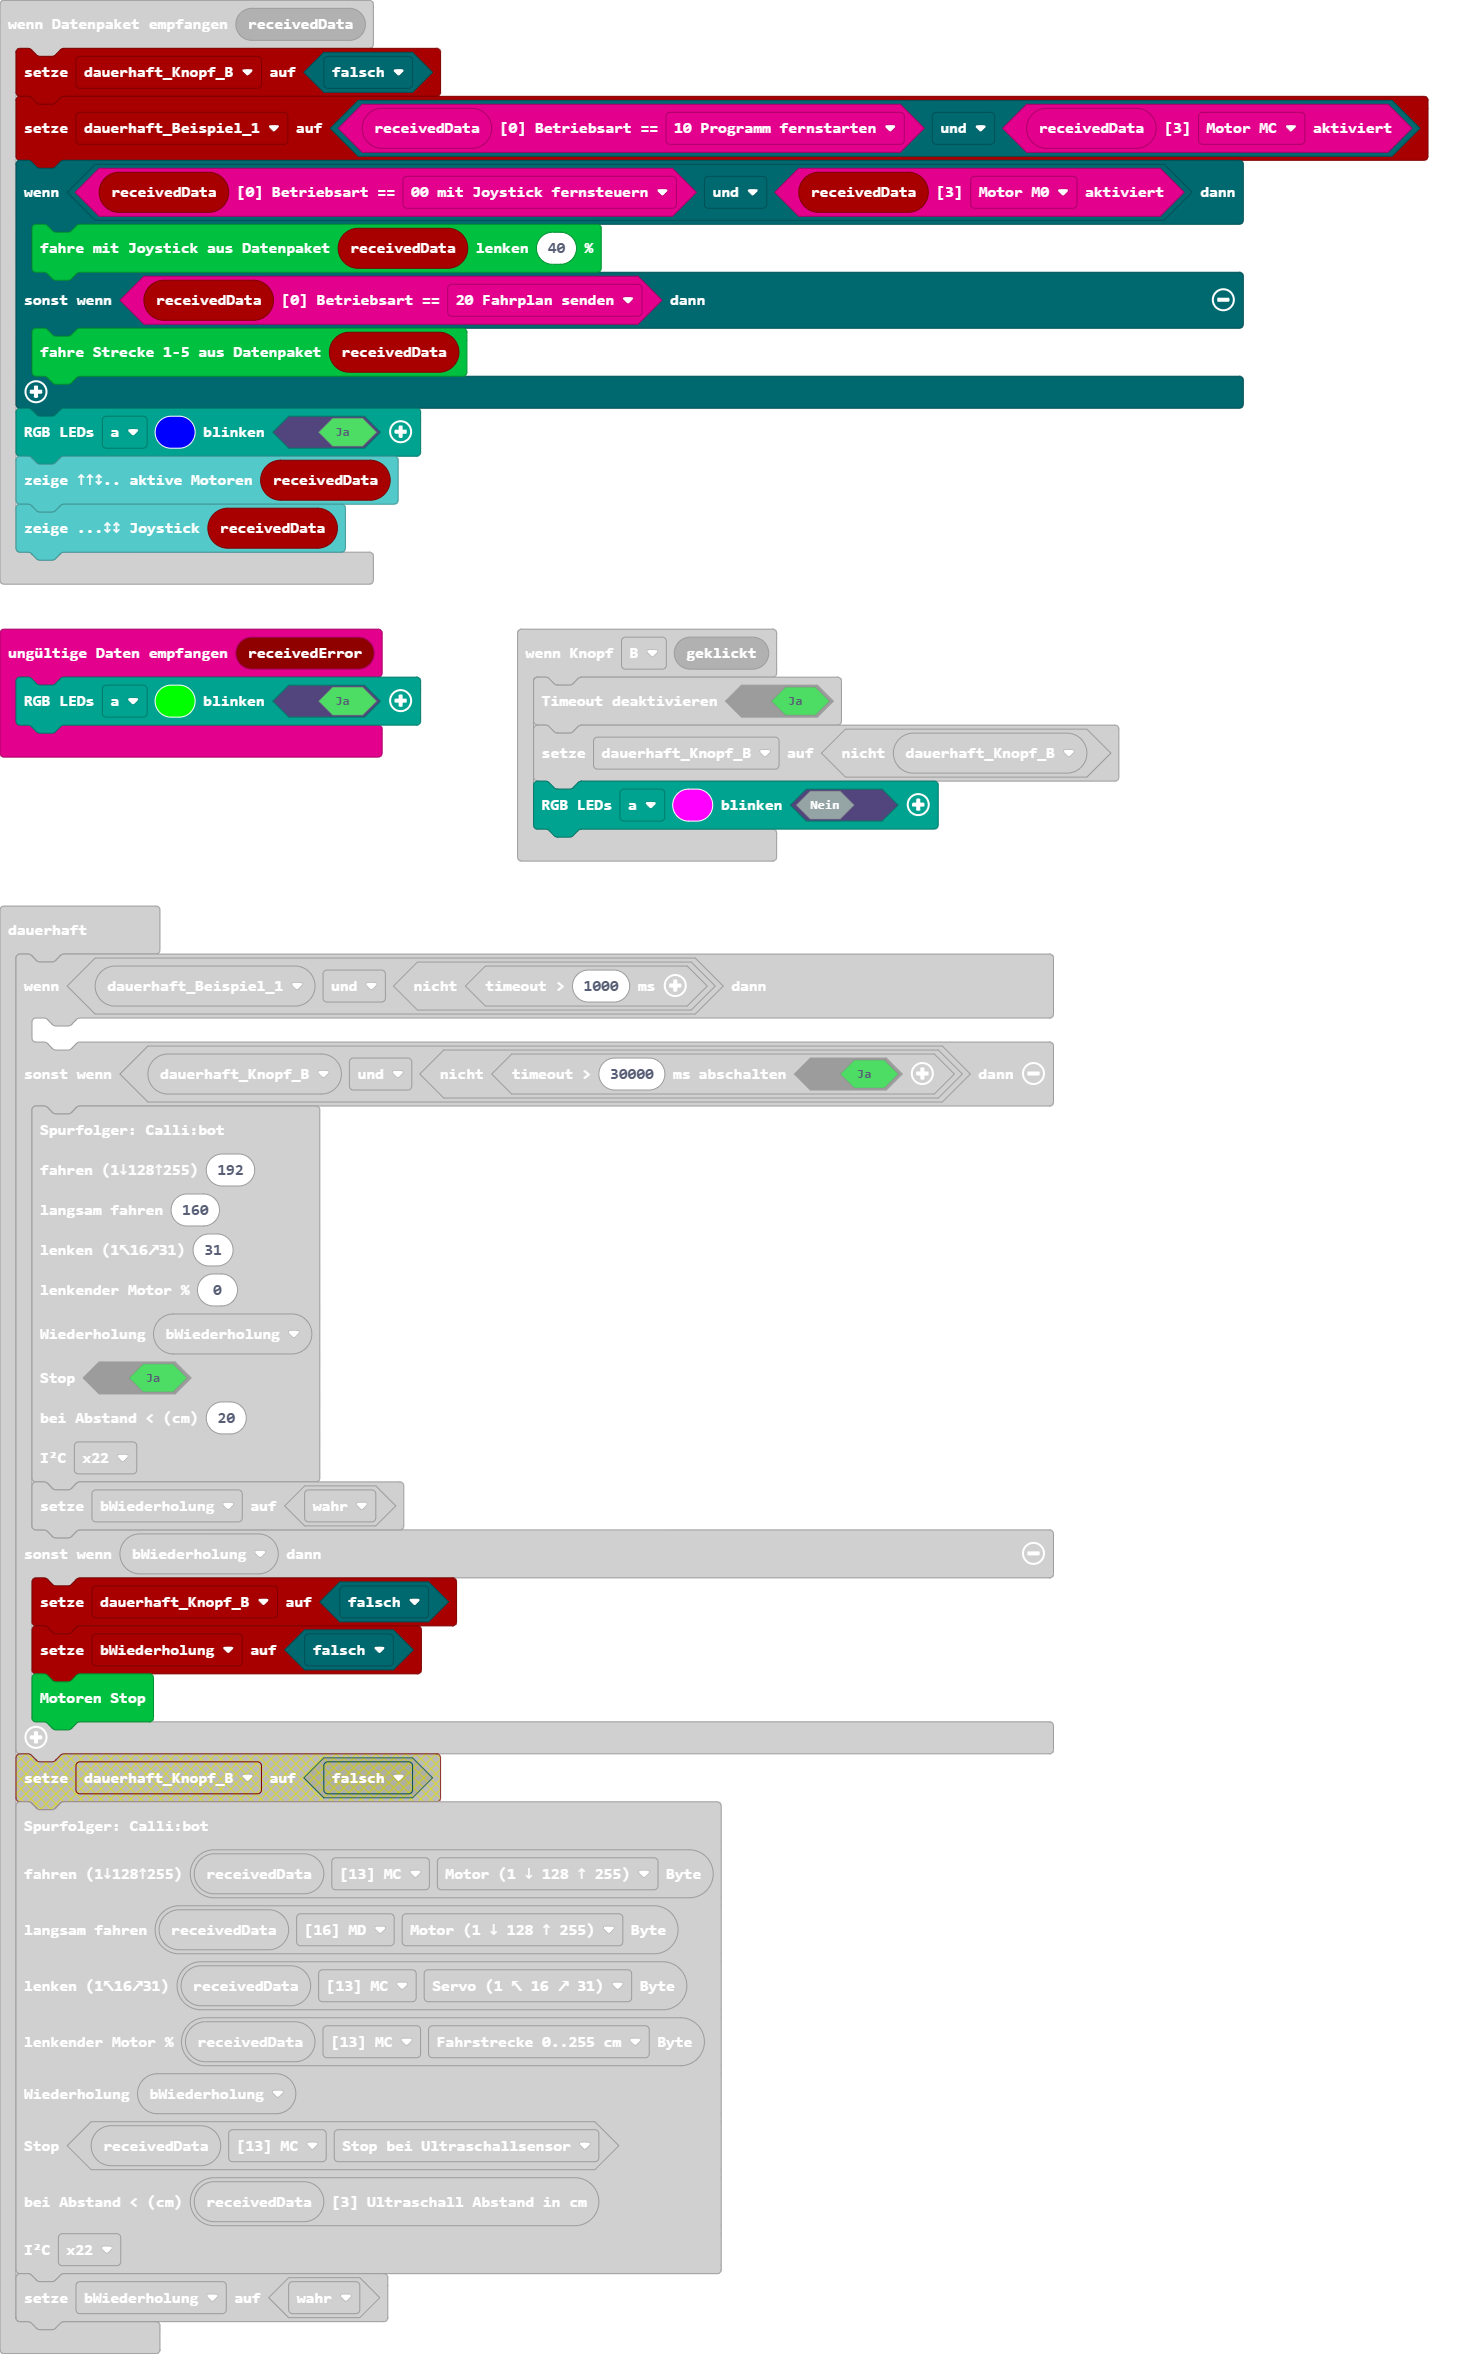 wenn Datenpaket empfangen receivedData
setze dauerhaft_Knopf_B auf falsch
setze dauerhaft_Beispiel_1 auf receivedData [0] Betriebsart == 10 Programm fernstarten und receivedData [3] Motor MC aktiviert
wenn receivedData [0] Betriebsart == 00 mit Joystick fernsteuern und receivedData [3] Motor M0 aktiviert dann
fahre mit Joystick aus Datenpaket receivedData lenken 40 %
sonst wenn receivedData [0] Betriebsart == 20 Fahrplan senden dann
fahre Strecke 1-5 aus Datenpaket receivedData
RGB LEDs a blinken Ja
zeige ↑↑↕.. aktive Motoren receivedData
zeige ...↕↕ Joystick receivedData
ungültige Daten empfangen receivedError
RGB LEDs a blinken Ja
wenn Knopf B geklickt
Timeout deaktivieren Ja
setze dauerhaft_Knopf_B auf nicht dauerhaft_Knopf_B
RGB LEDs a blinken Nein
dauerhaft
wenn dauerhaft_Beispiel_1 und nicht timeout > 1000 ms dann
sonst wenn dauerhaft_Knopf_B und nicht timeout > 30000 ms abschalten Ja dann
Spurfolger: Calli:bot
fahren (1↓128↑255) 192
langsam fahren 160
lenken (1↖16↗31) 31
lenkender Motor % 0
Wiederholung bWiederholung
Stop Ja
bei Abstand < (cm) 20
I²C x22
setze bWiederholung auf wahr
sonst wenn bWiederholung dann
setze dauerhaft_Knopf_B auf falsch
setze bWiederholung auf falsch
Motoren Stop
setze dauerhaft_Knopf_B auf falsch
Spurfolger: Calli:bot
fahren (1↓128↑255) receivedData [13] MC Motor (1 ↓ 128 ↑ 255) Byte
langsam fahren receivedData [16] MD Motor (1 ↓ 128 ↑ 255) Byte
lenken (1↖16↗31) receivedData [13] MC Servo (1 ↖ 16 ↗ 31) Byte
lenkender Motor % receivedData [13] MC Fahrstrecke 0..255 cm Byte
Wiederholung bWiederholung
Stop receivedData [13] MC Stop bei Ultraschallsensor
bei Abstand < (cm) receivedData [3] Ultraschall Abstand in cm
I²C x22
setze bWiederholung auf wahr